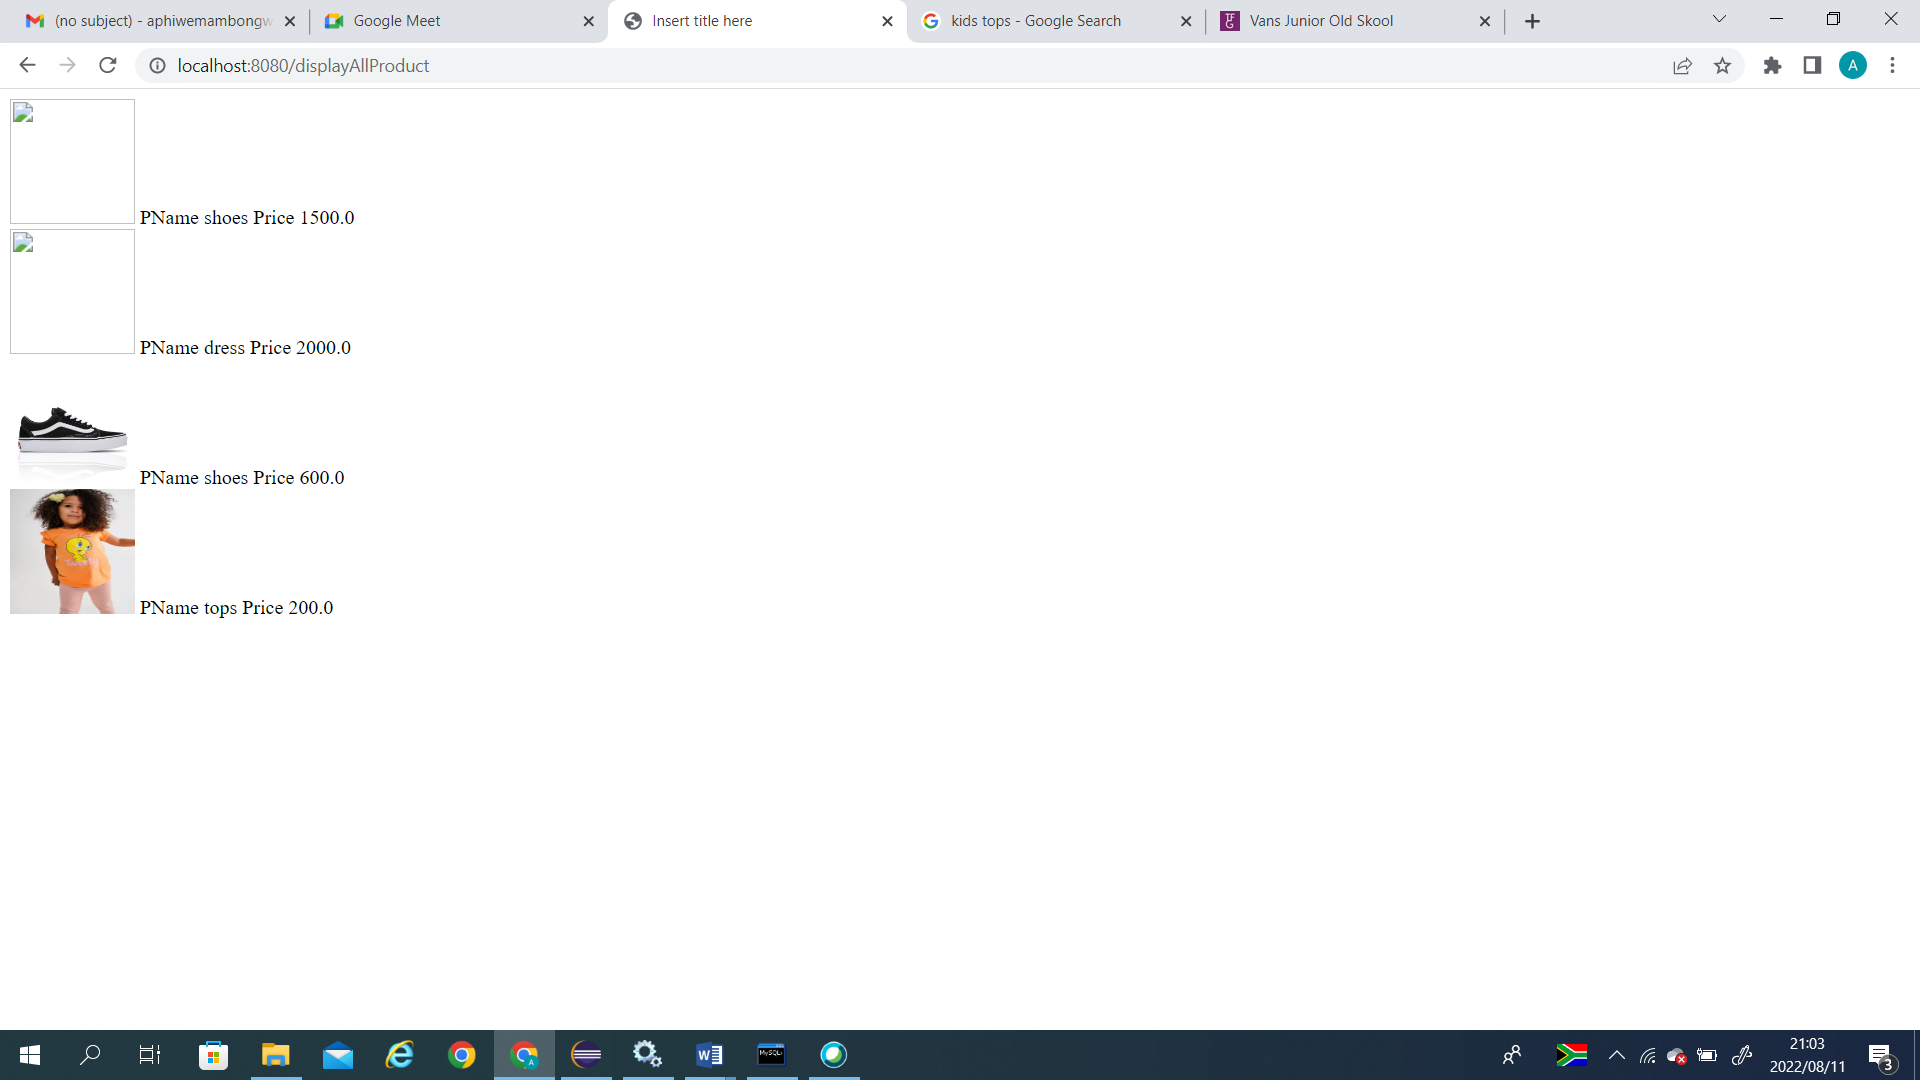 (no subject) - aphiwemambongw
Google Meet
Insert title here
kids tops - Google Search
Vans Junior Old Skool
TFG
localhost:8080/displayAllProduct
A
PName shoes Price 1500.0
PName dress Price 2000.0
PName shoes Price 600.0
PName tops Price 200.0
A
MySQL
21:03
2022/08/11
3